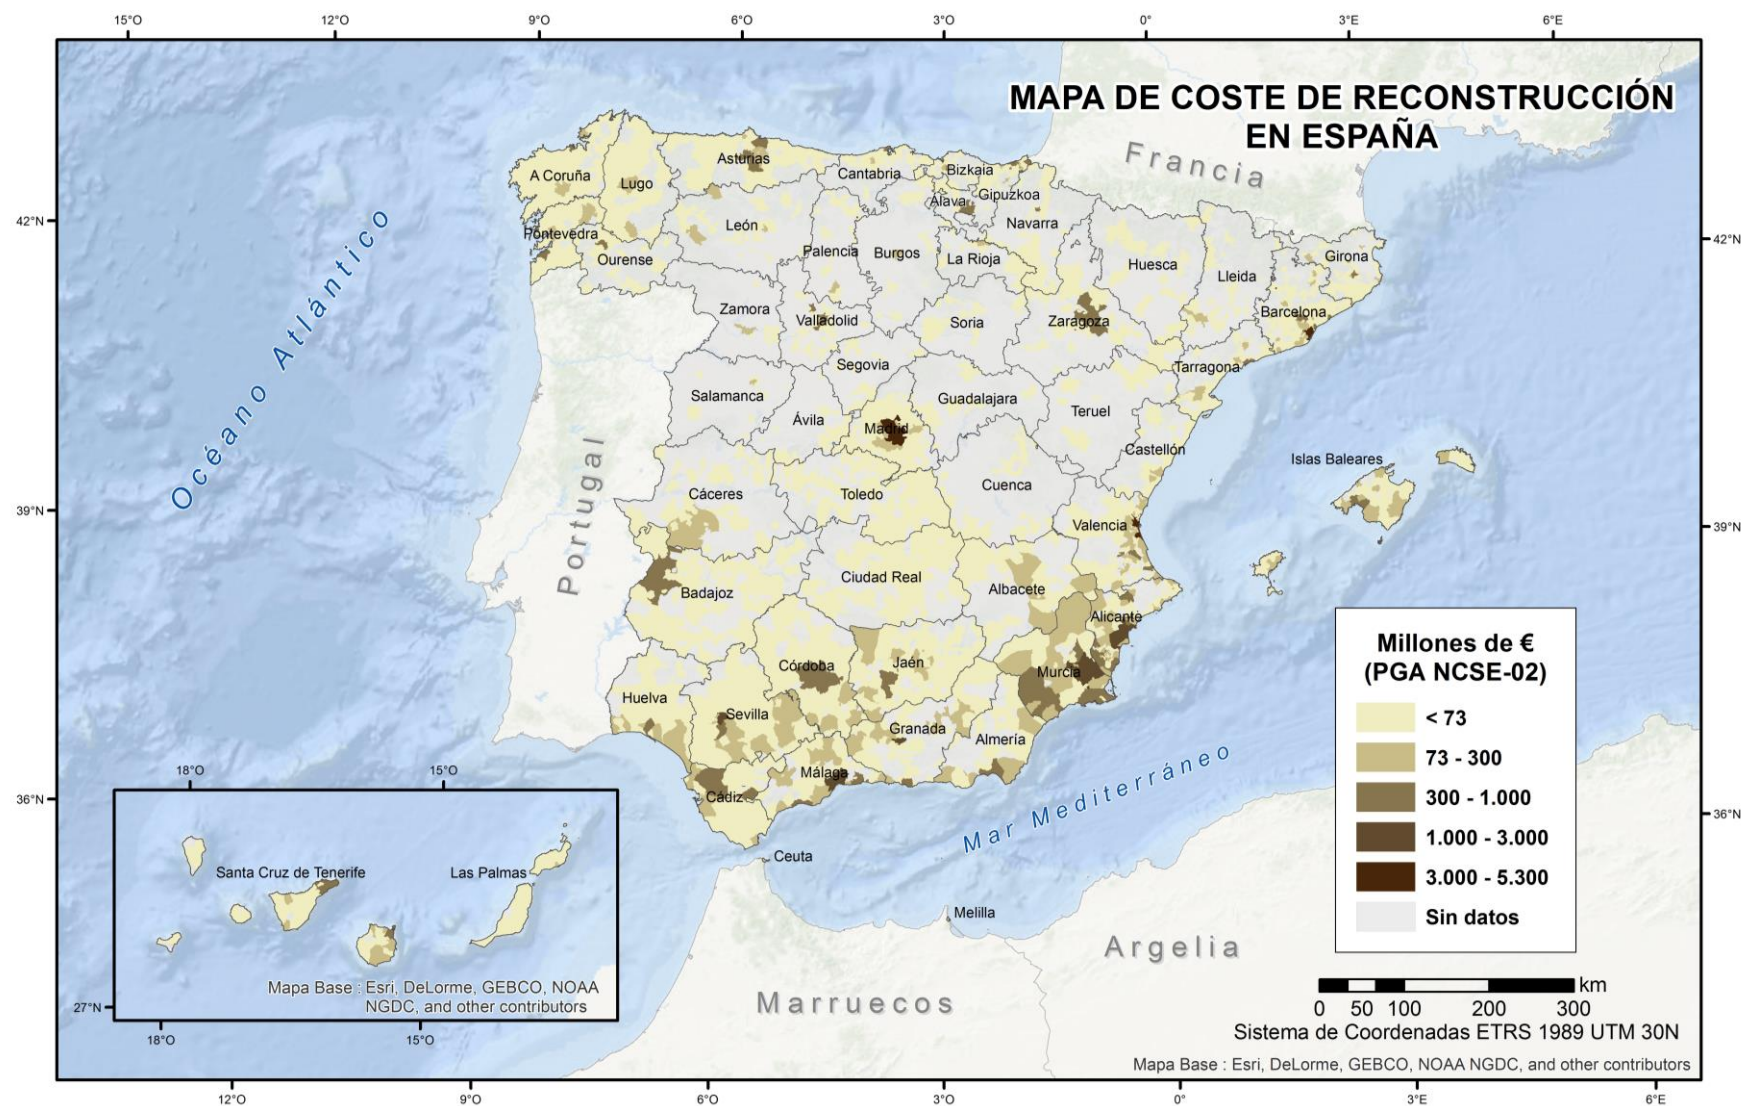 15°O 12°O 9°O 6°O 3°O 0° 3°E 6°E
MAPA DE COSTE DE RECONSTRUCCIÓN
EN ESPAÑA
Francia
Océano Atlántico
Portugal
42°N
42°N
39°N
39°N
36°N
36°N
A Coruña
Lugo
Asturias
Cantabria
Bizkaia
Gipuzkoa
Álava
Navarra
Pontevedra
Ourense
León
Palencia
Burgos
La Rioja
Huesca
Lleida
Girona
Zamora
Valladolid
Soria
Zaragoza
Barcelona
Segovia
Tarragona
Salamanca
Ávila
Madrid
Guadalajara
Teruel
Castellón
Islas Baleares
Cáceres
Toledo
Cuenca
Valencia
Badajoz
Ciudad Real
Albacete
Alicante
Córdoba
Jaén
Murcia
Huelva
Sevilla
Granada
Almería
Málaga
Cádiz
Ceuta
Melilla
Mar Mediterráneo
Marruecos
Argelia
Millones de €
(PGA NCSE-02)
< 73
73 - 300
300 - 1.000
1.000 - 3.000
3.000 - 5.300
Sin datos
18°O 15°O
Santa Cruz de Tenerife
Las Palmas
Mapa Base : Esri, DeLorme, GEBCO, NOAA
NGDC, and other contributors
27°N
18°O 15°O
km
0 50 100 200 300
Sistema de Coordenadas ETRS 1989 UTM 30N
Mapa Base : Esri, DeLorme, GEBCO, NOAA NGDC, and other contributors
12°O 9°O 6°O 3°O 0° 3°E 6°E